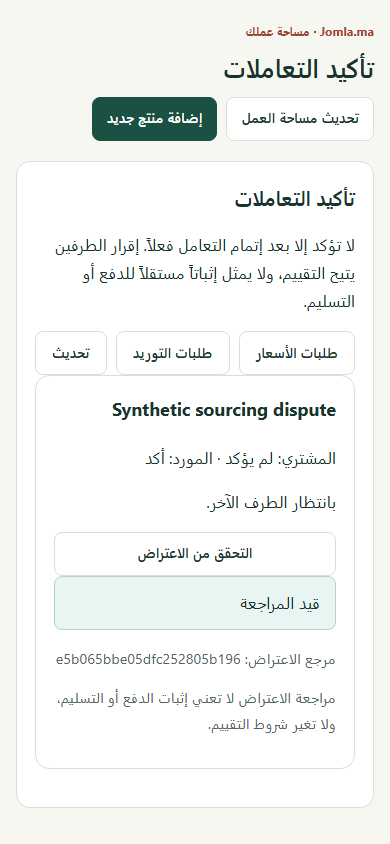 Jomla.ma · مساحة عملك
تأكيد التعاملات
تحديث مساحة العمل
إضافة منتج جديد
تأكيد التعاملات
لا تؤكد إلا بعد إتمام التعامل فعلاً. إقرار الطرفين
يتيح التقييم، ولا يمثل إثباتاً مستقلاً للدفع أو
التسليم.
طلبات الأسعار
طلبات التوريد
تحديث
Synthetic sourcing dispute
المشتري: لم يؤكد · المورد: أكد
بانتظار الطرف الآخر.
التحقق من الاعتراض
قيد المراجعة
مرجع الاعتراض: e5b065bbe05dfc252805b196
مراجعة الاعتراض لا تعني إثبات الدفع أو التسليم،
ولا تغير شروط التقييم.